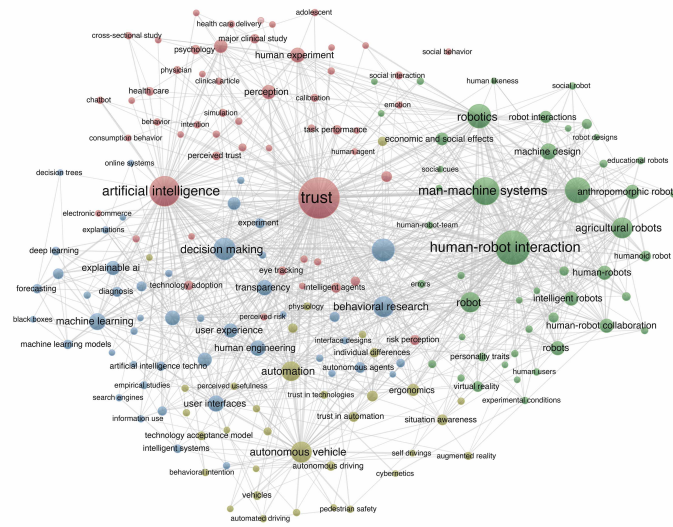 adolescent
health care delivery
cross-sectional study
major clinical study
psychology
human experiment
social behavior
physician
clinical article
social interaction
human likeness
social robot
health care
perception
chatbot
calibration
emotion
simulation
robotics
robot interactions
behavior
intention
task performance
consumption behavior
economic and social effects
robot designs
perceived trust
human agent
machine design
online systems
educational robots
decision trees
social cues
artificial intelligence
trust
man-machine systems
anthropomorphic robot
electronic commerce
experiment
human-robot-team
explanations
agricultural robots
deep learning
decision making
human-robot interaction
humanoid robot
explainable ai
eye tracking
human-robots
forecasting
diagnosis
technology adoption
transparency
intelligent agents
errors
intelligent robots
black boxes
physiology
behavioral research
robot
machine learning
perceived risk
human-robot collaboration
user experience
machine learning models
interface designs
risk perception
human engineering
individual differences
robots
artificial intelligence techno
automation
autonomous agents
personality traits
human users
empirical studies
perceived usefulness
ergonomics
virtual reality
search engines
trust in technologies
experimental conditions
user interfaces
information use
trust in automation
situation awareness
technology acceptance model
intelligent systems
autonomous vehicle
self drivings
augmented reality
behavioral intention
autonomous driving
cybernetics
vehicles
pedestrian safety
automated driving